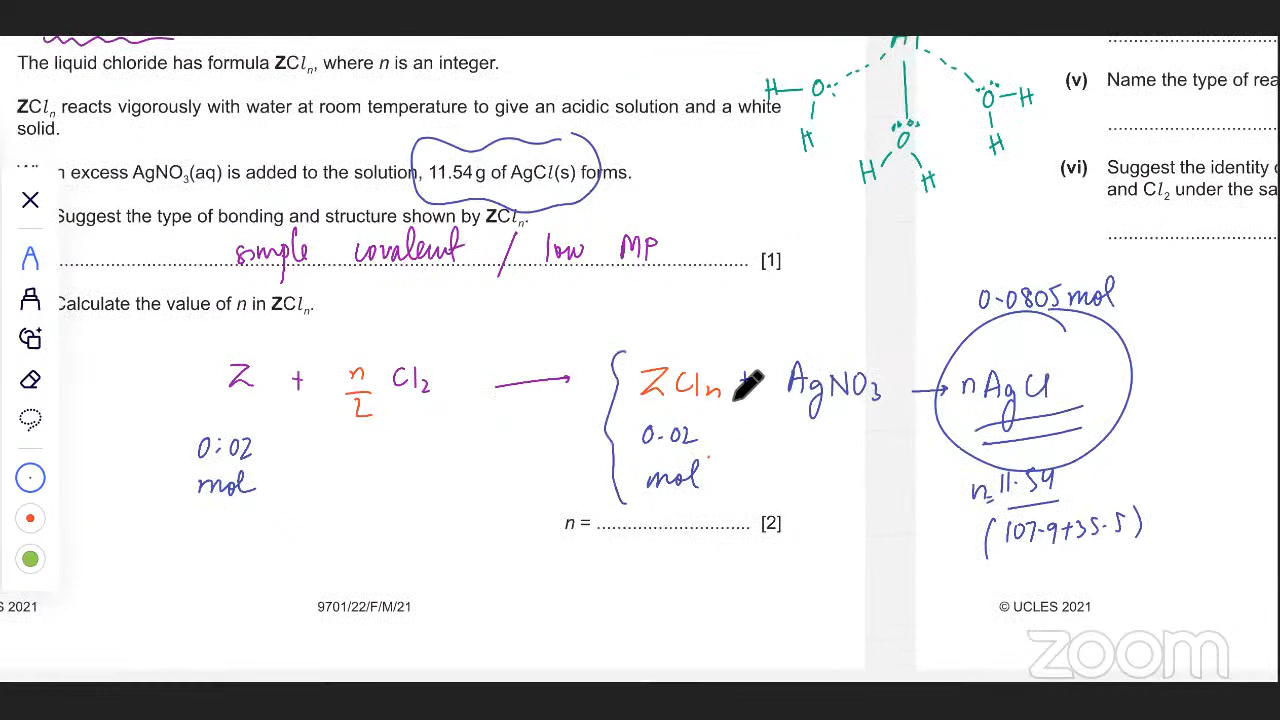 The liquid chloride has formula ZCln, where n is an integer.
ZCln reacts vigorously with water at room temperature to give an acidic solution and a white
solid.
n excess AgNO3(aq) is added to the solution, 11.54 g of AgCl(s) forms.
Suggest the type of bonding and structure shown by ZCln.
simple covalent / low MP
[1]
Calculate the value of n in ZCln.
Z + n/2 Cl2 → { ZCln + AgNO3 → nAgCl
0.0805 mol
0.02 mol
0.02 mol
n = 11.54
(107.9+35.5)
n = .............................. [2]
S 2021
9701/22/F/M/21
© UCLES 2021
H O: H
Al
O H H
O H H
(v) Name the type of rea
(vi) Suggest the identity
and Cl2 under the sa
zoom